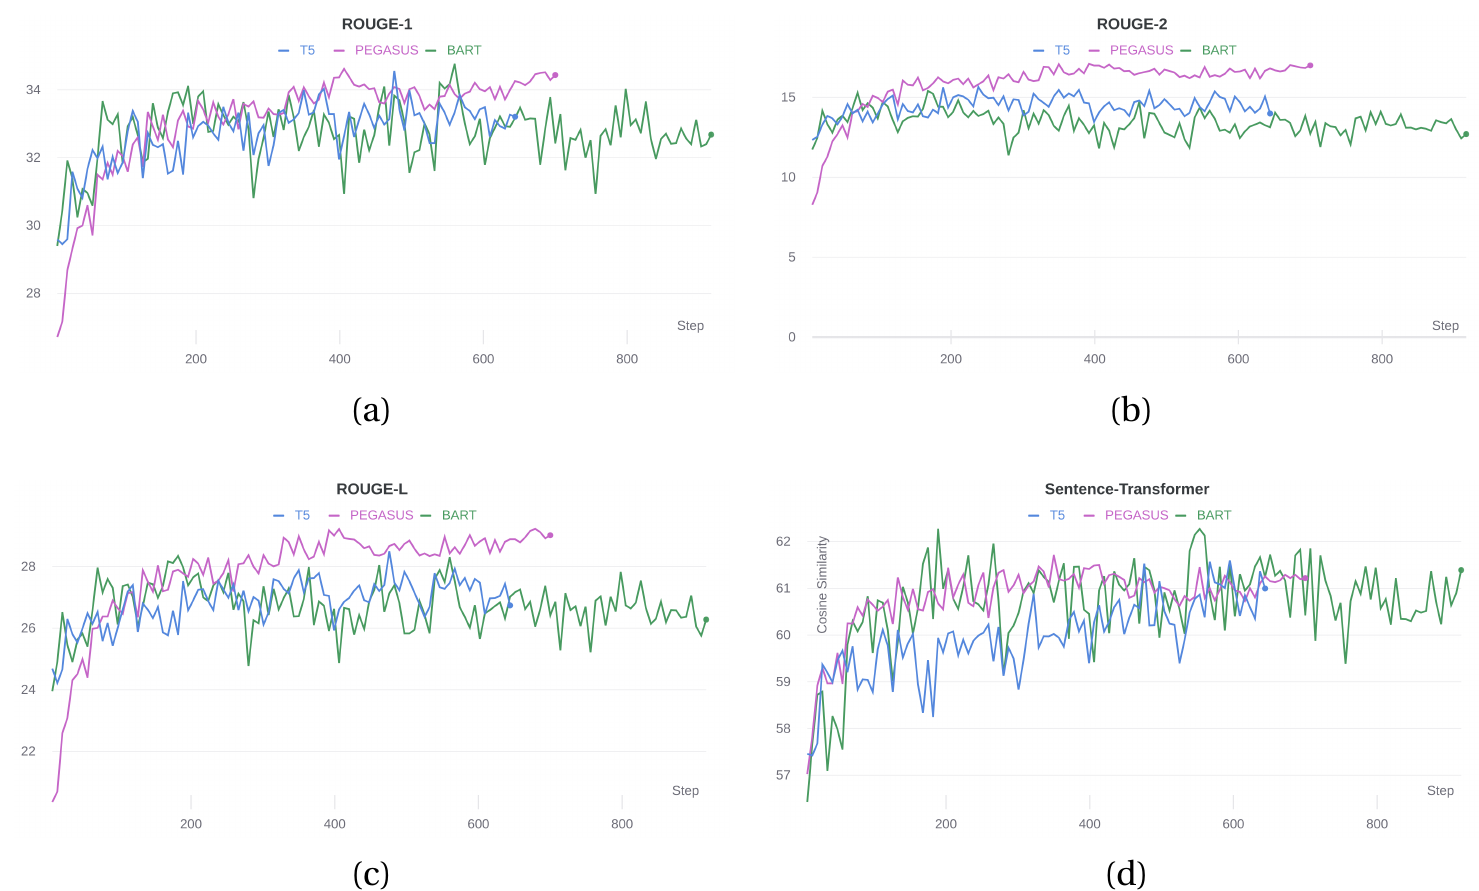 ROUGE-1
T5 PEGASUS BART
34
32
30
28
Step
200 400 600 800
(a)
ROUGE-2
T5 PEGASUS BART
15
10
5
0
Step
200 400 600 800
(b)
ROUGE-L
T5 PEGASUS BART
28
26
24
22
Step
200 400 600 800
(c)
Sentence-Transformer
T5 PEGASUS BART
Cosine Similarity
62
61
60
59
58
57
Step
200 400 600 800
(d)